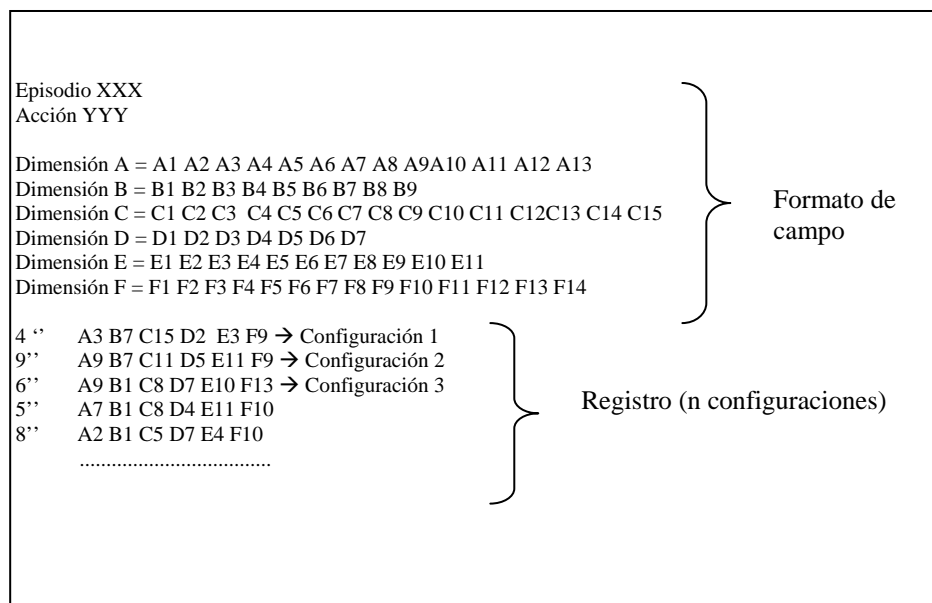 Episodio XXX
Acción YYY
Dimensión A = A1 A2 A3 A4 A5 A6 A7 A8 A9A10 A11 A12 A13
Dimensión B = B1 B2 B3 B4 B5 B6 B7 B8 B9
Dimensión C = C1 C2 C3  C4 C5 C6 C7 C8 C9 C10 C11 C12C13 C14 C15
Dimensión D = D1 D2 D3 D4 D5 D6 D7
Dimensión E = E1 E2 E3 E4 E5 E6 E7 E8 E9 E10 E11
Dimensión F = F1 F2 F3 F4 F5 F6 F7 F8 F9 F10 F11 F12 F13 F14
Formato de
campo
4 ‘’ A3 B7 C15 D2  E3 F9 → Configuración 1
9’’ A9 B7 C11 D5 E11 F9 → Configuración 2
6’’ A9 B1 C8 D7 E10 F13 → Configuración 3
5’’ A7 B1 C8 D4 E11 F10
8’’ A2 B1 C5 D7 E4 F10
....................................
Registro (n configuraciones)